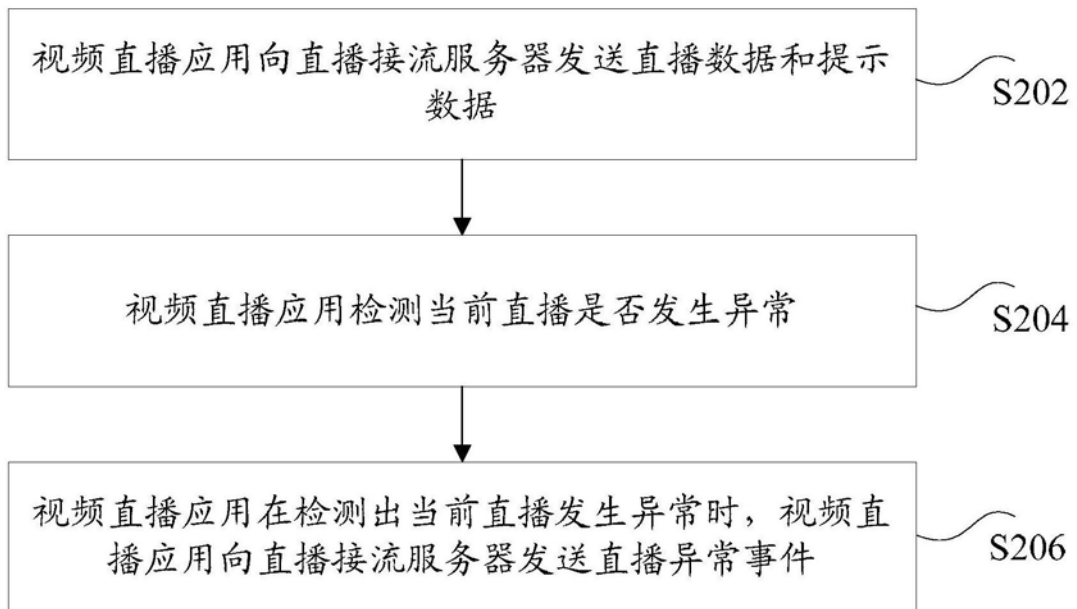 视频直播应用向直播接流服务器发送直播数据和提示
数据
S202
视频直播应用检测当前直播是否发生异常
S204
视频直播应用在检测出当前直播发生异常时，视频直
播应用向直播接流服务器发送直播异常事件
S206